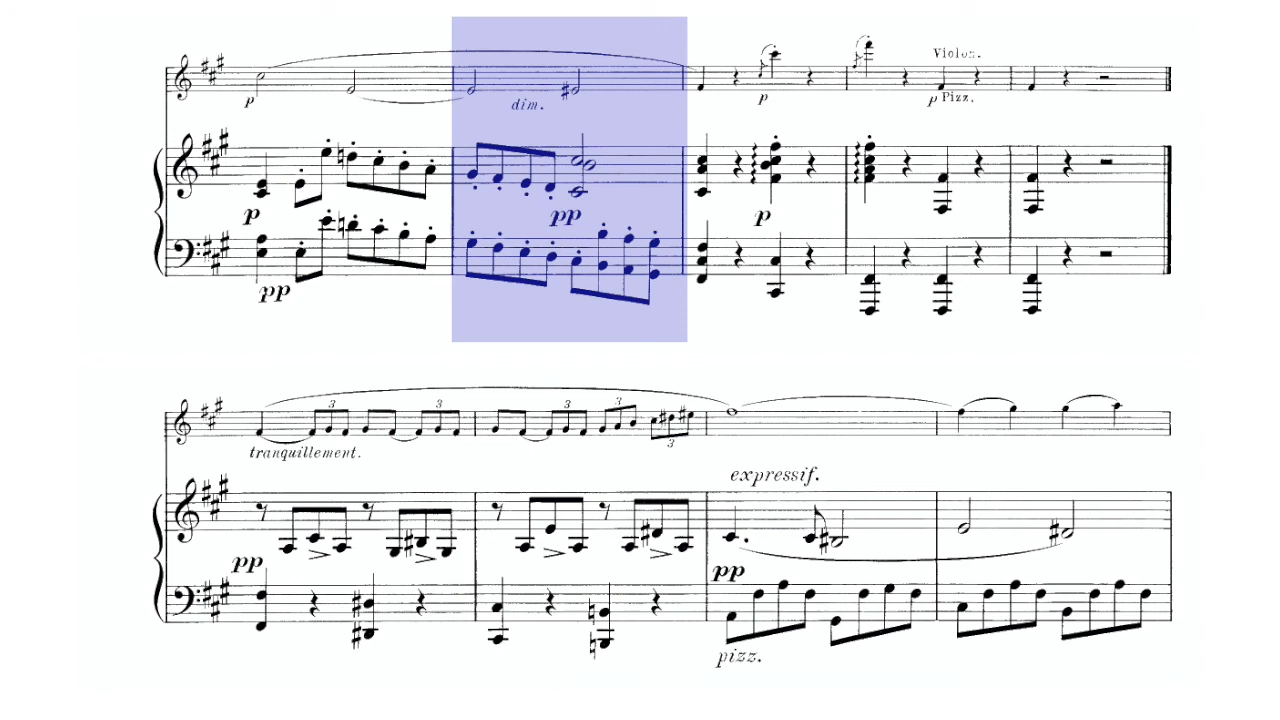 Violon.
p dim. p p Pizz.
p pp p
pp
3 3 3 3 3
tranquillement.
expressif.
pp pp
pizz.